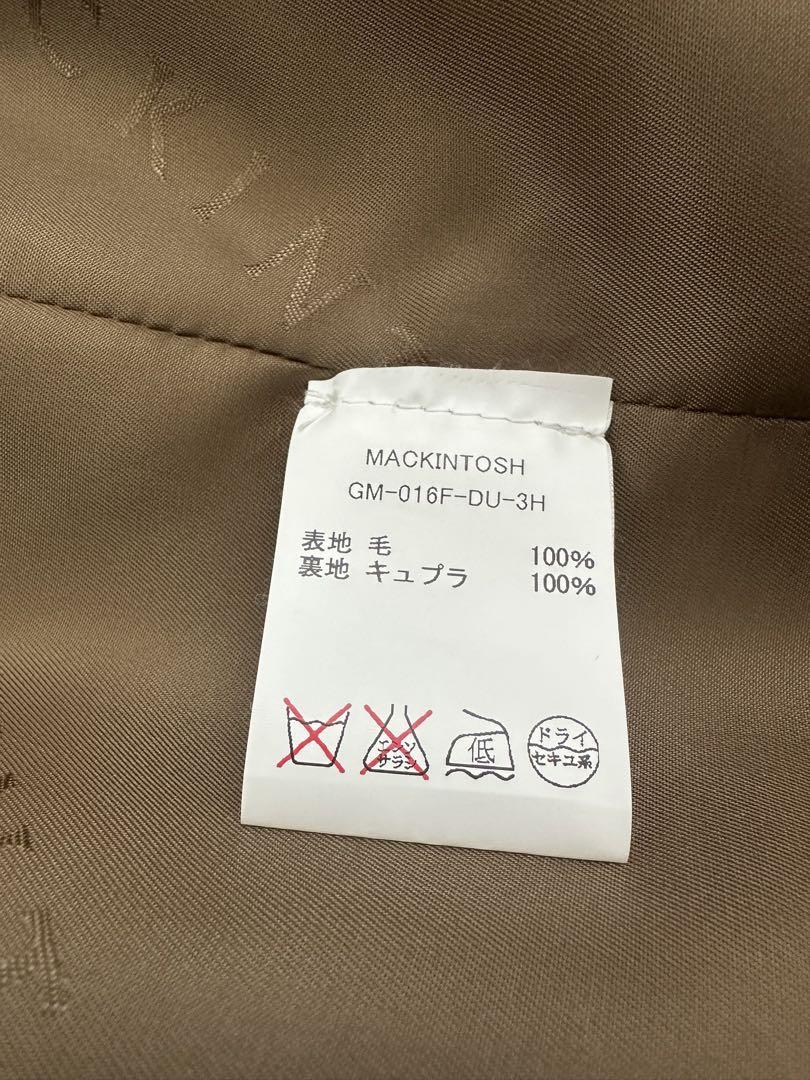 CKIN
MACKINTOSH
GM-016F-DU-3H
表地 毛 100%
裏地 キュプラ 100%
エンソ
サラシ
低
ドライ
セキユ系